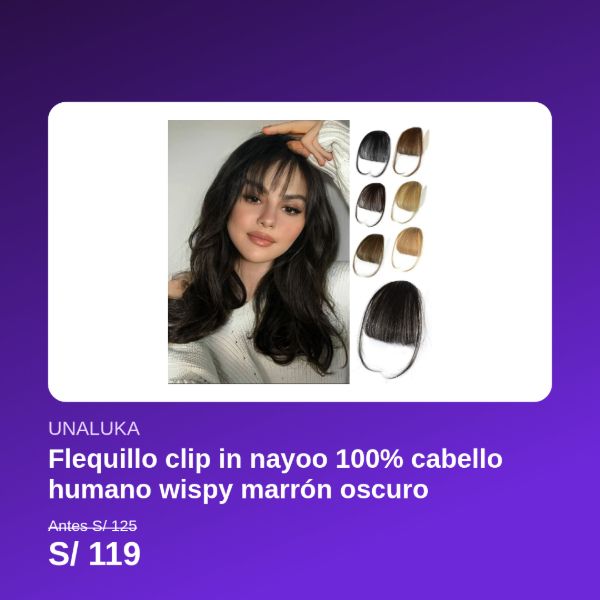 UNALUKA
Flequillo clip in nayoo 100% cabello
humano wispy marrón oscuro
Antes S/ 125
S/ 119